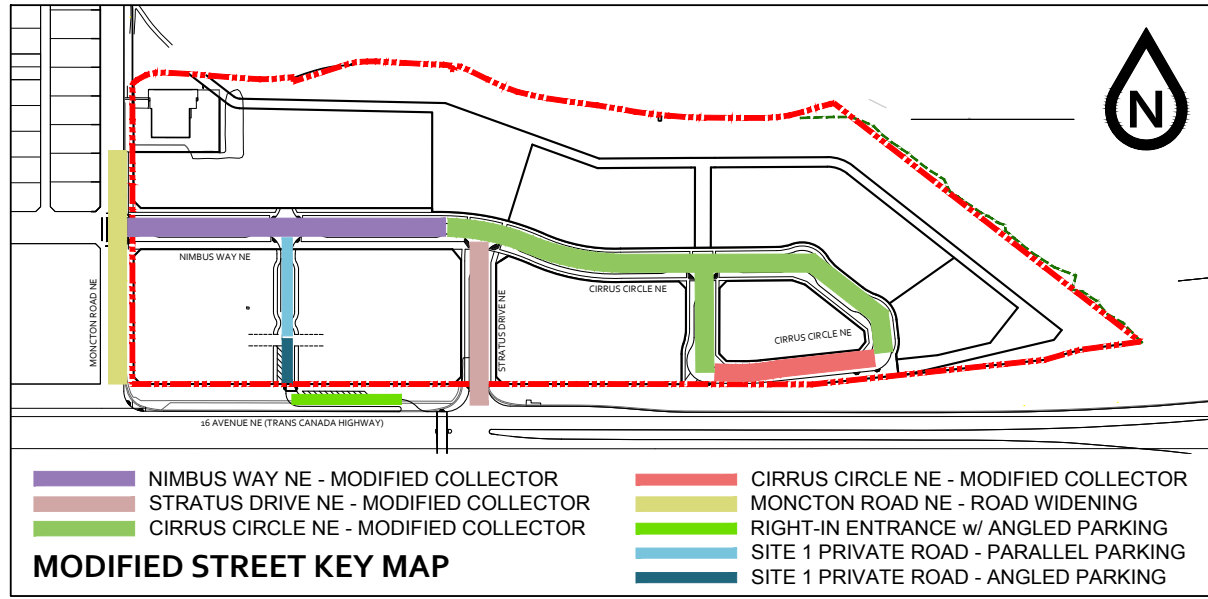 N
NIMBUS WAY NE
MONCTON ROAD NE
STRATUS DRIVE NE
CIRRUS CIRCLE NE
CIRRUS CIRCLE NE
16 AVENUE NE (TRANS CANADA HIGHWAY)
NIMBUS WAY NE - MODIFIED COLLECTOR
STRATUS DRIVE NE - MODIFIED COLLECTOR
CIRRUS CIRCLE NE - MODIFIED COLLECTOR
MODIFIED STREET KEY MAP
CIRRUS CIRCLE NE - MODIFIED COLLECTOR
MONCTON ROAD NE - ROAD WIDENING
RIGHT-IN ENTRANCE w/ ANGLED PARKING
SITE 1 PRIVATE ROAD - PARALLEL PARKING
SITE 1 PRIVATE ROAD - ANGLED PARKING